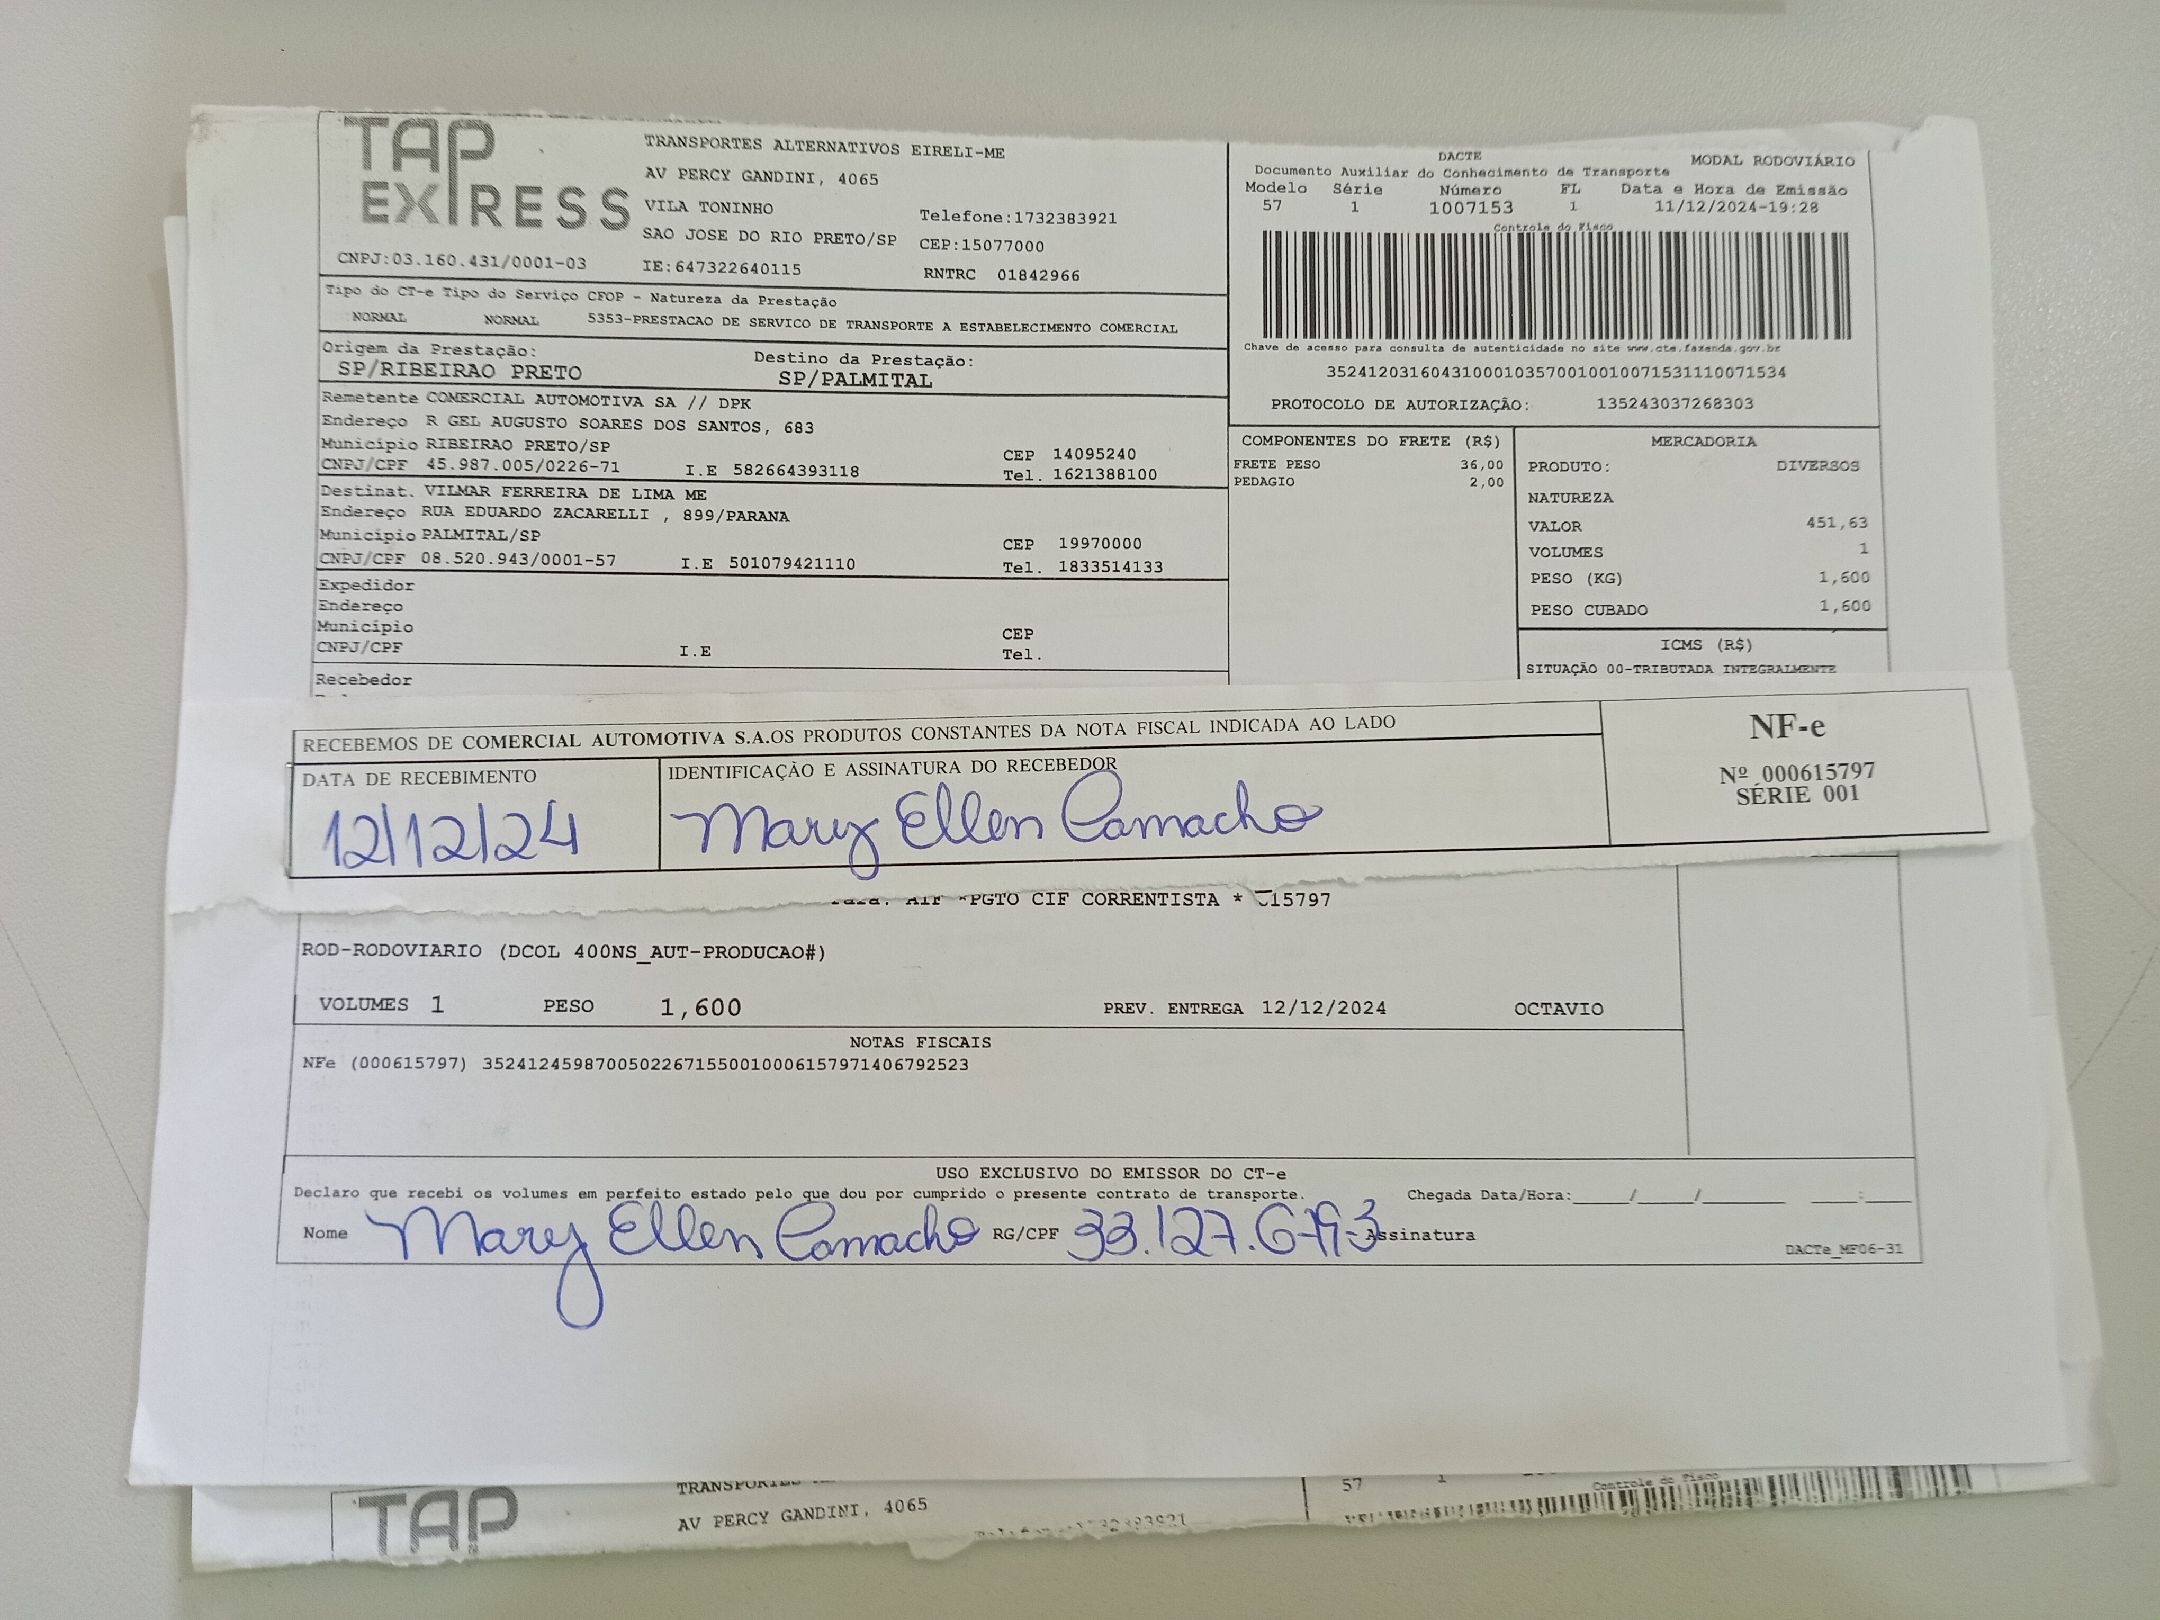 TAP EXPRESS
TRANSPORTES ALTERNATIVOS EIRELI-ME
AV PERCY GANDINI, 4065
VILA TONINHO
Telefone:1732383921
SAO JOSE DO RIO PRETO/SP CEP:15077000
CNPJ:03.160.431/0001-03 IE:647322640115 RNTRC 01842966
DACTE MODAL RODOVIÁRIO
Documento Auxiliar do Conhecimento de Transporte
Modelo Série Número FL Data e Hora de Emissão
57 1 1007153 1 11/12/2024-19:28
Controle do Fisco
Chave de acesso para consulta de autenticidade no site www.cte.fazenda.gov.br
35241203160431000103570010010071531110071534
PROTOCOLO DE AUTORIZAÇÃO: 135243037268303
Tipo do CT-e Tipo do Serviço CFOP - Natureza da Prestação
NORMAL NORMAL 5353-PRESTACAO DE SERVICO DE TRANSPORTE A ESTABELECIMENTO COMERCIAL
Origem da Prestação: Destino da Prestação:
SP/RIBEIRAO PRETO SP/PALMITAL
Remetente COMERCIAL AUTOMOTIVA SA // DPK
Endereço R GEL AUGUSTO SOARES DOS SANTOS, 683
Município RIBEIRAO PRETO/SP CEP 14095240
CNPJ/CPF 45.987.005/0226-71 I.E 582664393118 Tel. 1621388100
Destinat. VILMAR FERREIRA DE LIMA ME
Endereço RUA EDUARDO ZACARELLI , 899/PARANA
Município PALMITAL/SP CEP 19970000
CNPJ/CPF 08.520.943/0001-57 I.E 501079421110 Tel. 1833514133
Expedidor
Endereço
Município CEP
CNPJ/CPF I.E Tel.
Recebedor
COMPONENTES DO FRETE (R$)
FRETE PESO 36,00
PEDAGIO 2,00
MERCADORIA
PRODUTO: DIVERSOS
NATUREZA
VALOR 451,63
VOLUMES 1
PESO (KG) 1,600
PESO CUBADO 1,600
ICMS (R$)
SITUAÇÃO 00-TRIBUTADA INTEGRALMENTE
RECEBEMOS DE COMERCIAL AUTOMOTIVA S.A.OS PRODUTOS CONSTANTES DA NOTA FISCAL INDICADA AO LADO
DATA DE RECEBIMENTO IDENTIFICAÇÃO E ASSINATURA DO RECEBEDOR
12/12/24 Mary Ellen Camacho
NF-e
Nº 000615797
SÉRIE 001
*PGTO CIF CORRENTISTA * 615797
ROD-RODOVIARIO (DCOL 400NS_AUT-PRODUCAO#)
VOLUMES 1 PESO 1,600 PREV. ENTREGA 12/12/2024 OCTAVIO
NOTAS FISCAIS
NFe (000615797) 35241245987005022671550010006157971406792523
USO EXCLUSIVO DO EMISSOR DO CT-e
Declaro que recebi os volumes em perfeito estado pelo que dou por cumprido o presente contrato de transporte. Chegada Data/Hora:____/____/______ ____:____
Nome Mary Ellen Camacho RG/CPF 33.127.679-3 Assinatura
DACTe_MF06-31
TAP
TRANSPORTES
AV PERCY GANDINI, 4065
57 1
Controle do Fisco